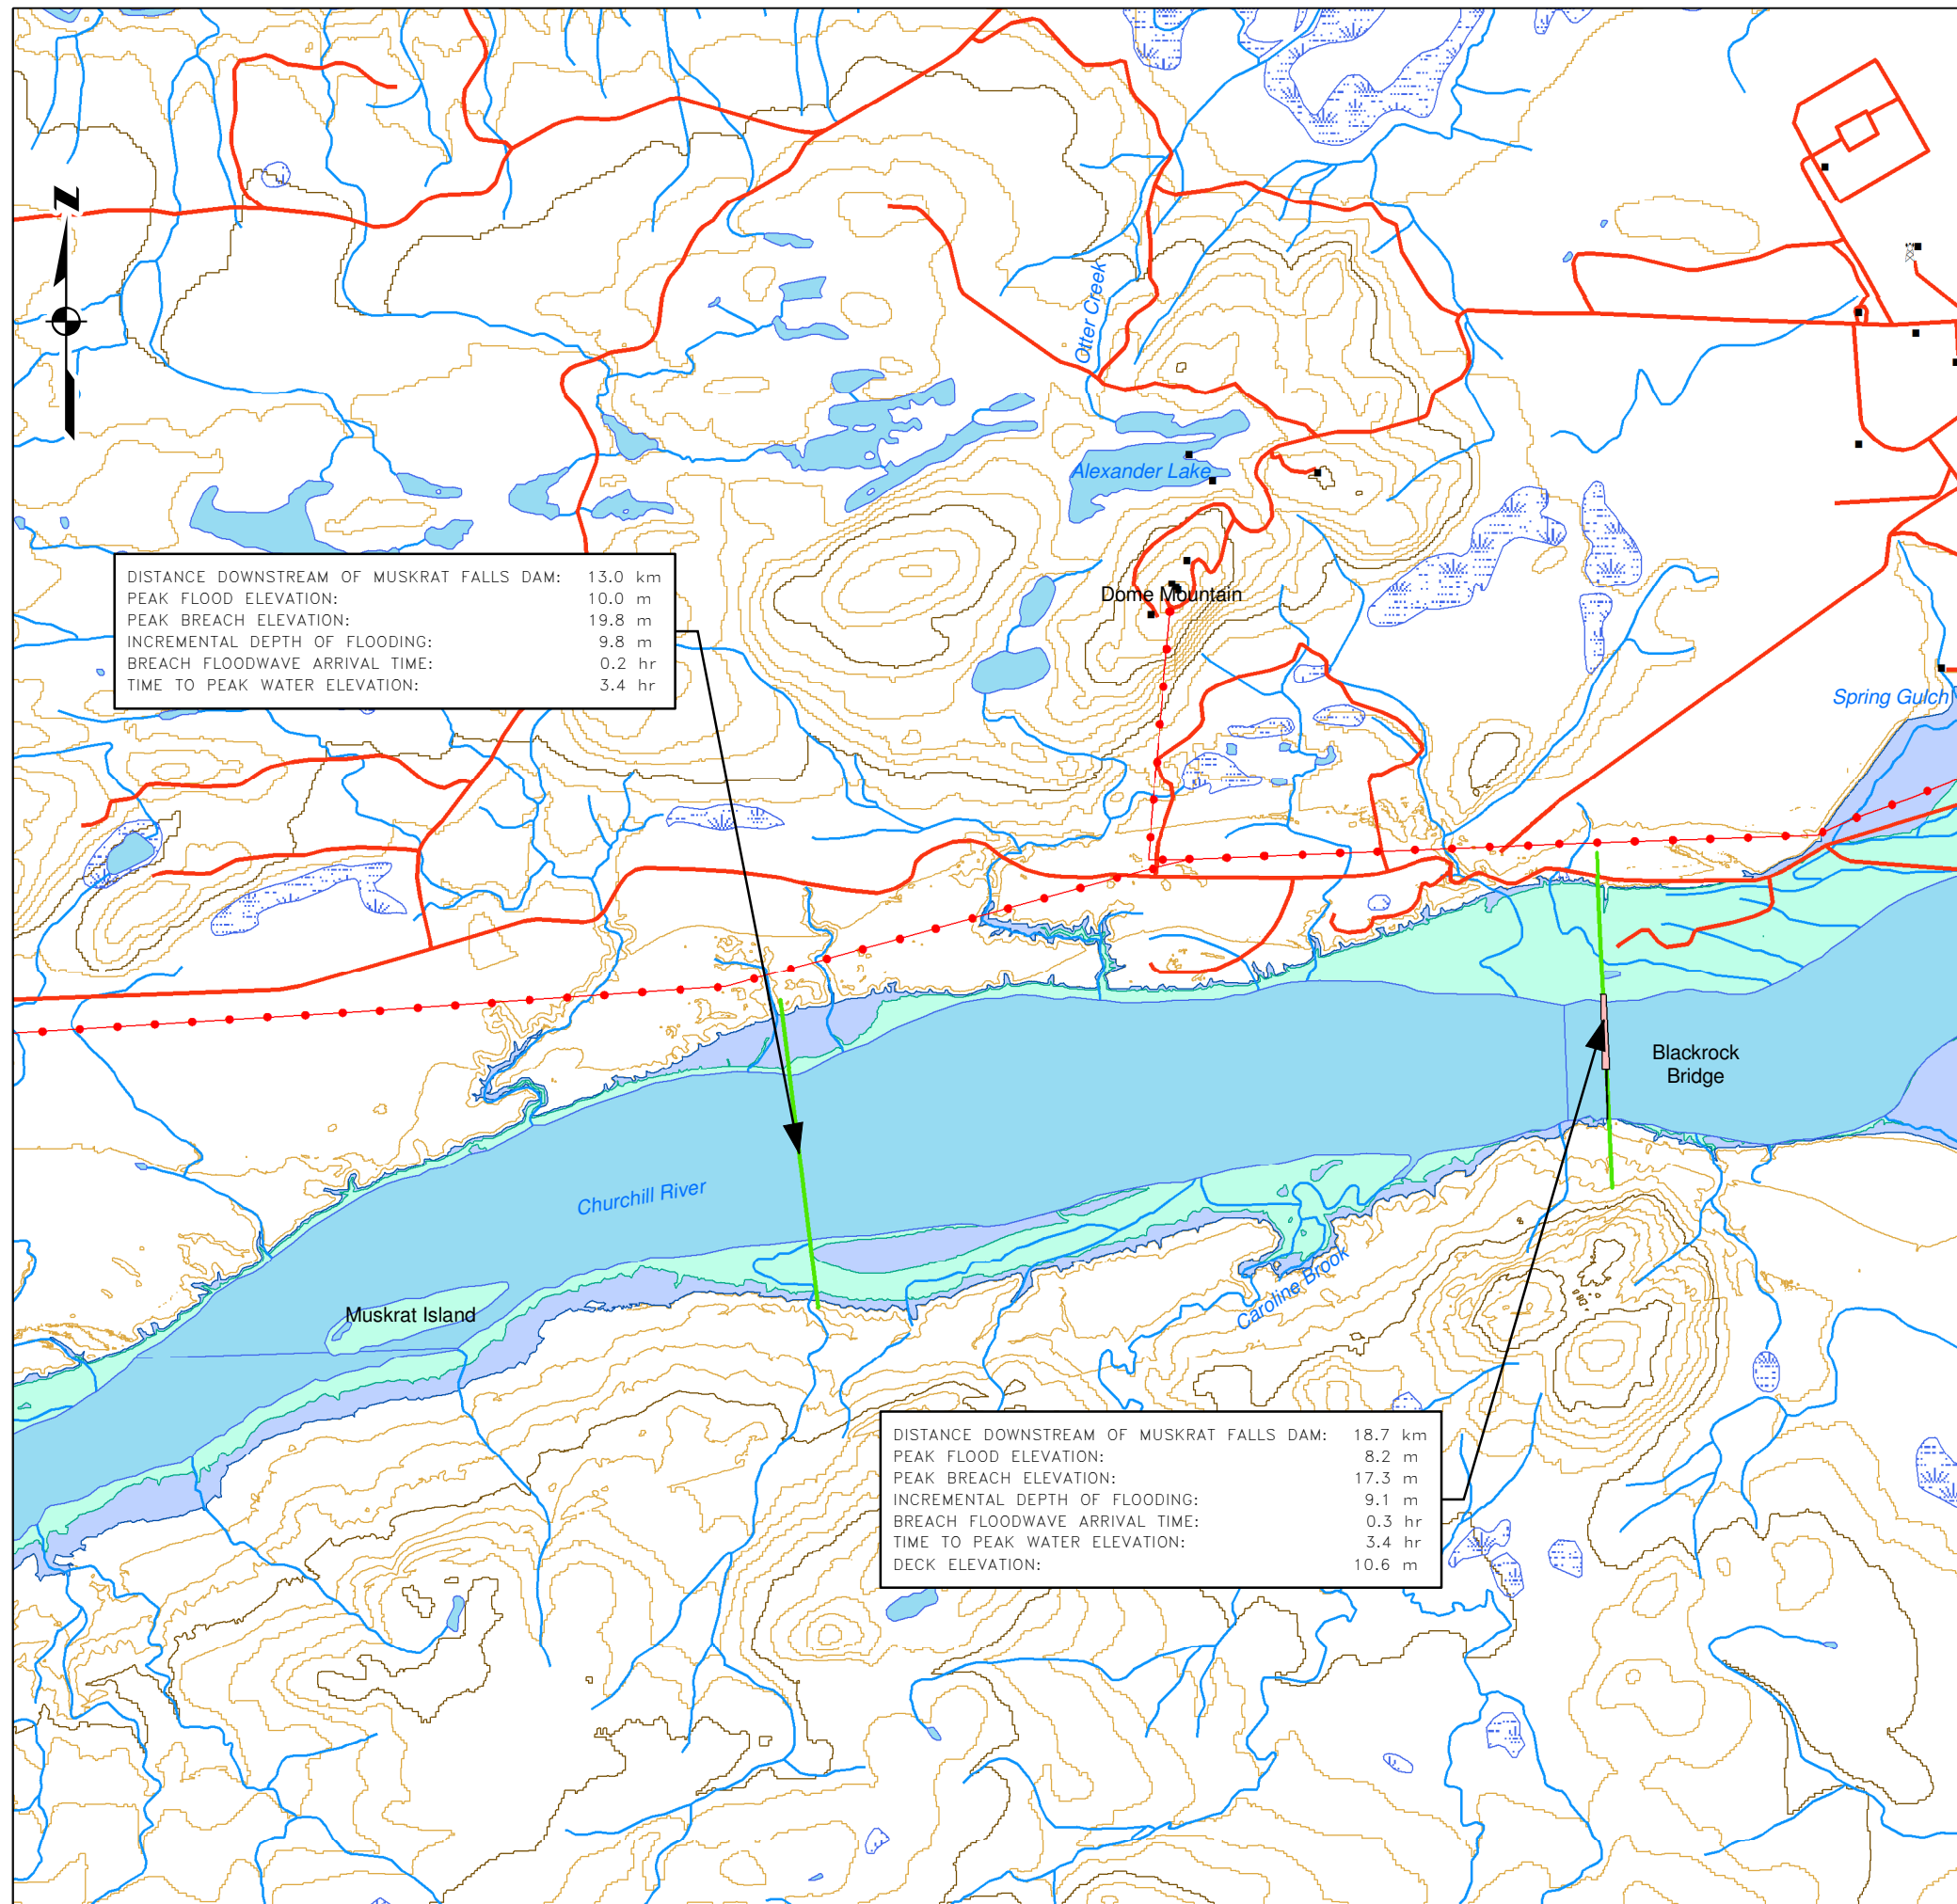 N
Otter Creek
Alexander Lake
DISTANCE DOWNSTREAM OF MUSKRAT FALLS DAM: 13.0 km
PEAK FLOOD ELEVATION: 10.0 m
PEAK BREACH ELEVATION: 19.8 m
INCREMENTAL DEPTH OF FLOODING: 9.8 m
BREACH FLOODWAVE ARRIVAL TIME: 0.2 hr
TIME TO PEAK WATER ELEVATION: 3.4 hr
Dome Mountain
Spring Gulch
Blackrock
Bridge
Churchill River
Caroline Brook
Muskrat Island
DISTANCE DOWNSTREAM OF MUSKRAT FALLS DAM: 18.7 km
PEAK FLOOD ELEVATION: 8.2 m
PEAK BREACH ELEVATION: 17.3 m
INCREMENTAL DEPTH OF FLOODING: 9.1 m
BREACH FLOODWAVE ARRIVAL TIME: 0.3 hr
TIME TO PEAK WATER ELEVATION: 3.4 hr
DECK ELEVATION: 10.6 m